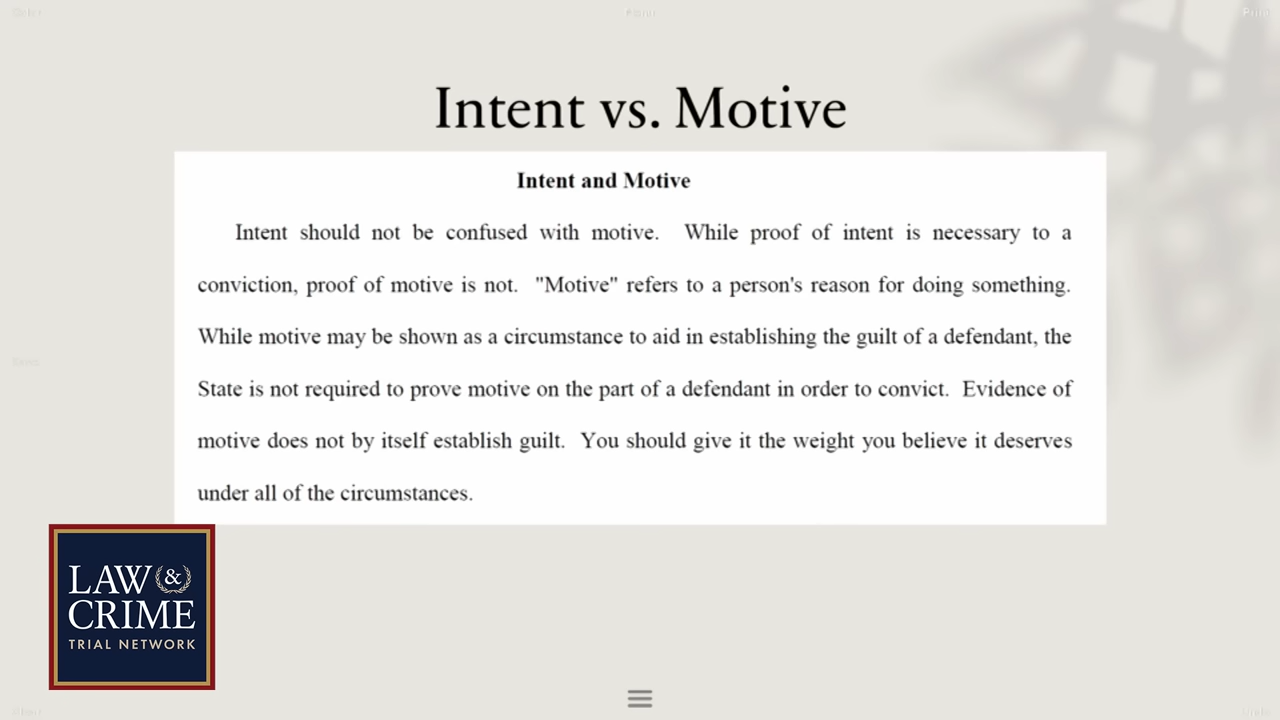 Intent vs. Motive
Intent and Motive
Intent should not be confused with motive. While proof of intent is necessary to a
conviction, proof of motive is not. "Motive" refers to a person's reason for doing something.
While motive may be shown as a circumstance to aid in establishing the guilt of a defendant, the
State is not required to prove motive on the part of a defendant in order to convict. Evidence of
motive does not by itself establish guilt. You should give it the weight you believe it deserves
under all of the circumstances.
LAW &
CRIME
TRIAL NETWORK